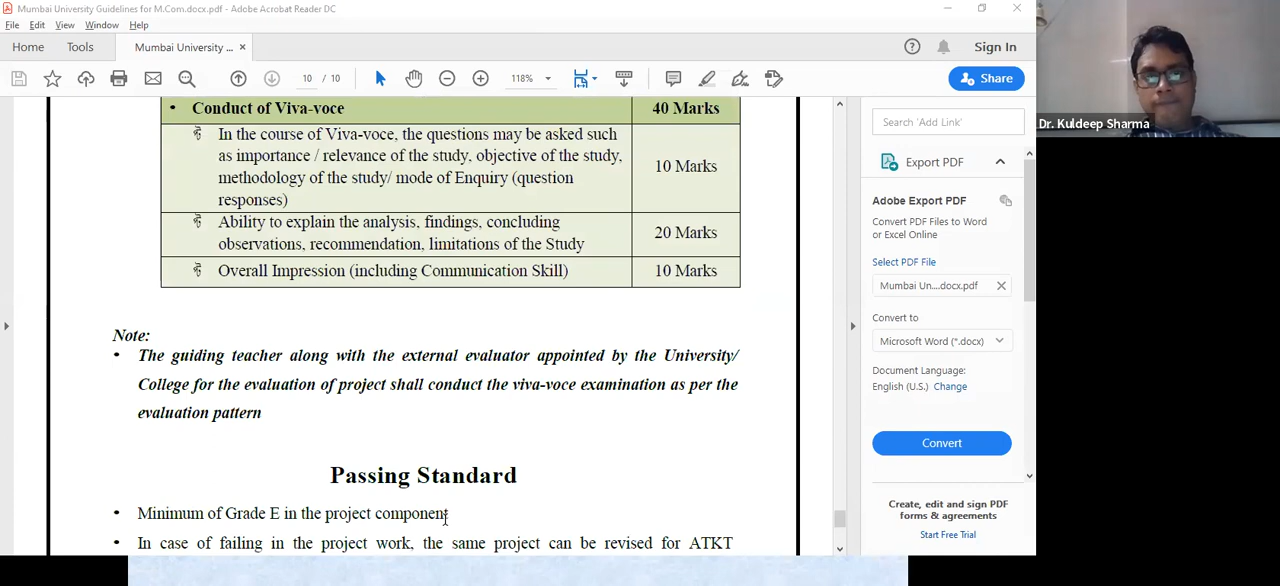 Mumbai University Guidelines for M.Com.docx.pdf - Adobe Acrobat Reader DC
File Edit View Window Help
Home Tools Mumbai University ... × Sign In
10 / 10 118% Share
• Conduct of Viva-voce 40 Marks
In the course of Viva-voce, the questions may be asked such
as importance / relevance of the study, objective of the study,
methodology of the study/ mode of Enquiry (question
responses)
10 Marks
Ability to explain the analysis, findings, concluding
observations, recommendation, limitations of the Study
20 Marks
Overall Impression (including Communication Skill) 10 Marks
Note:
• The guiding teacher along with the external evaluator appointed by the University/
College for the evaluation of project shall conduct the viva-voce examination as per the
evaluation pattern
Passing Standard
• Minimum of Grade E in the project component
• In case of failing in the project work, the same project can be revised for ATKT
Search 'Add Link'
Export PDF
Adobe Export PDF
Convert PDF Files to Word
or Excel Online
Select PDF File
Mumbai Un....docx.pdf
Convert to
Microsoft Word (*.docx)
Document Language:
English (U.S.) Change
Convert
Create, edit and sign PDF
forms & agreements
Start Free Trial
Dr. Kuldeep Sharma